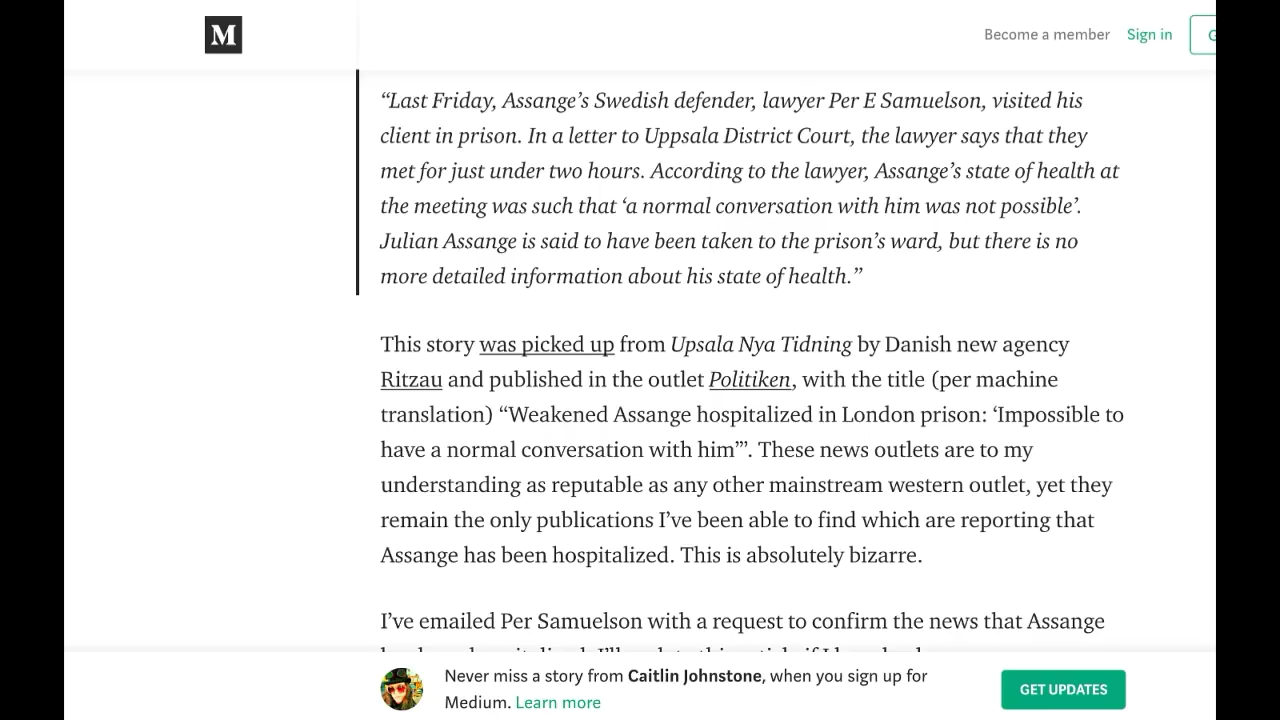 M
Become a member Sign in G
“Last Friday, Assange’s Swedish defender, lawyer Per E Samuelson, visited his
client in prison. In a letter to Uppsala District Court, the lawyer says that they
met for just under two hours. According to the lawyer, Assange’s state of health at
the meeting was such that ‘a normal conversation with him was not possible’.
Julian Assange is said to have been taken to the prison’s ward, but there is no
more detailed information about his state of health.”
This story was picked up from Upsala Nya Tidning by Danish new agency
Ritzau and published in the outlet Politiken, with the title (per machine
translation) “Weakened Assange hospitalized in London prison: ‘Impossible to
have a normal conversation with him’”. These news outlets are to my
understanding as reputable as any other mainstream western outlet, yet they
remain the only publications I’ve been able to find which are reporting that
Assange has been hospitalized. This is absolutely bizarre.
I’ve emailed Per Samuelson with a request to confirm the news that Assange
Never miss a story from Caitlin Johnstone, when you sign up for
Medium. Learn more
GET UPDATES